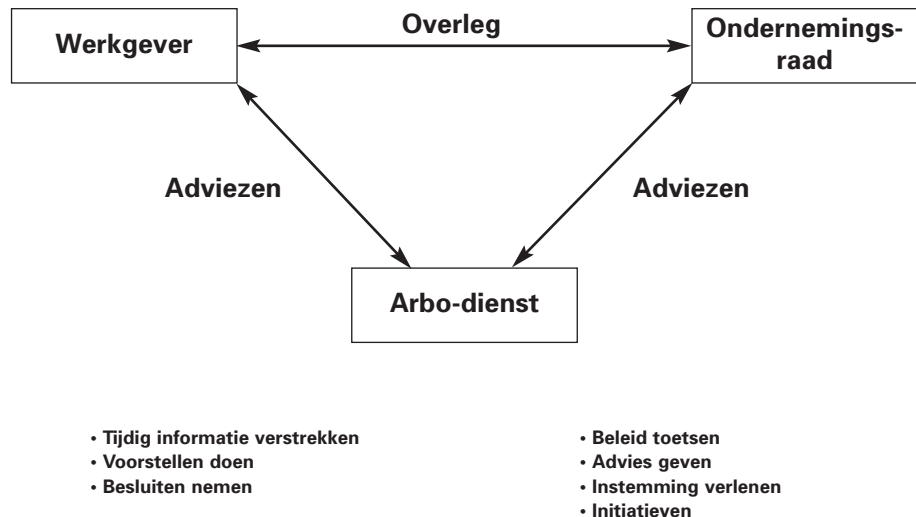 Werkgever
Overleg
Ondernemings-
raad
Adviezen
Adviezen
Arbo-dienst
• Tijdig informatie verstrekken
• Voorstellen doen
• Besluiten nemen
• Beleid toetsen
• Advies geven
• Instemming verlenen
• Initiatieven